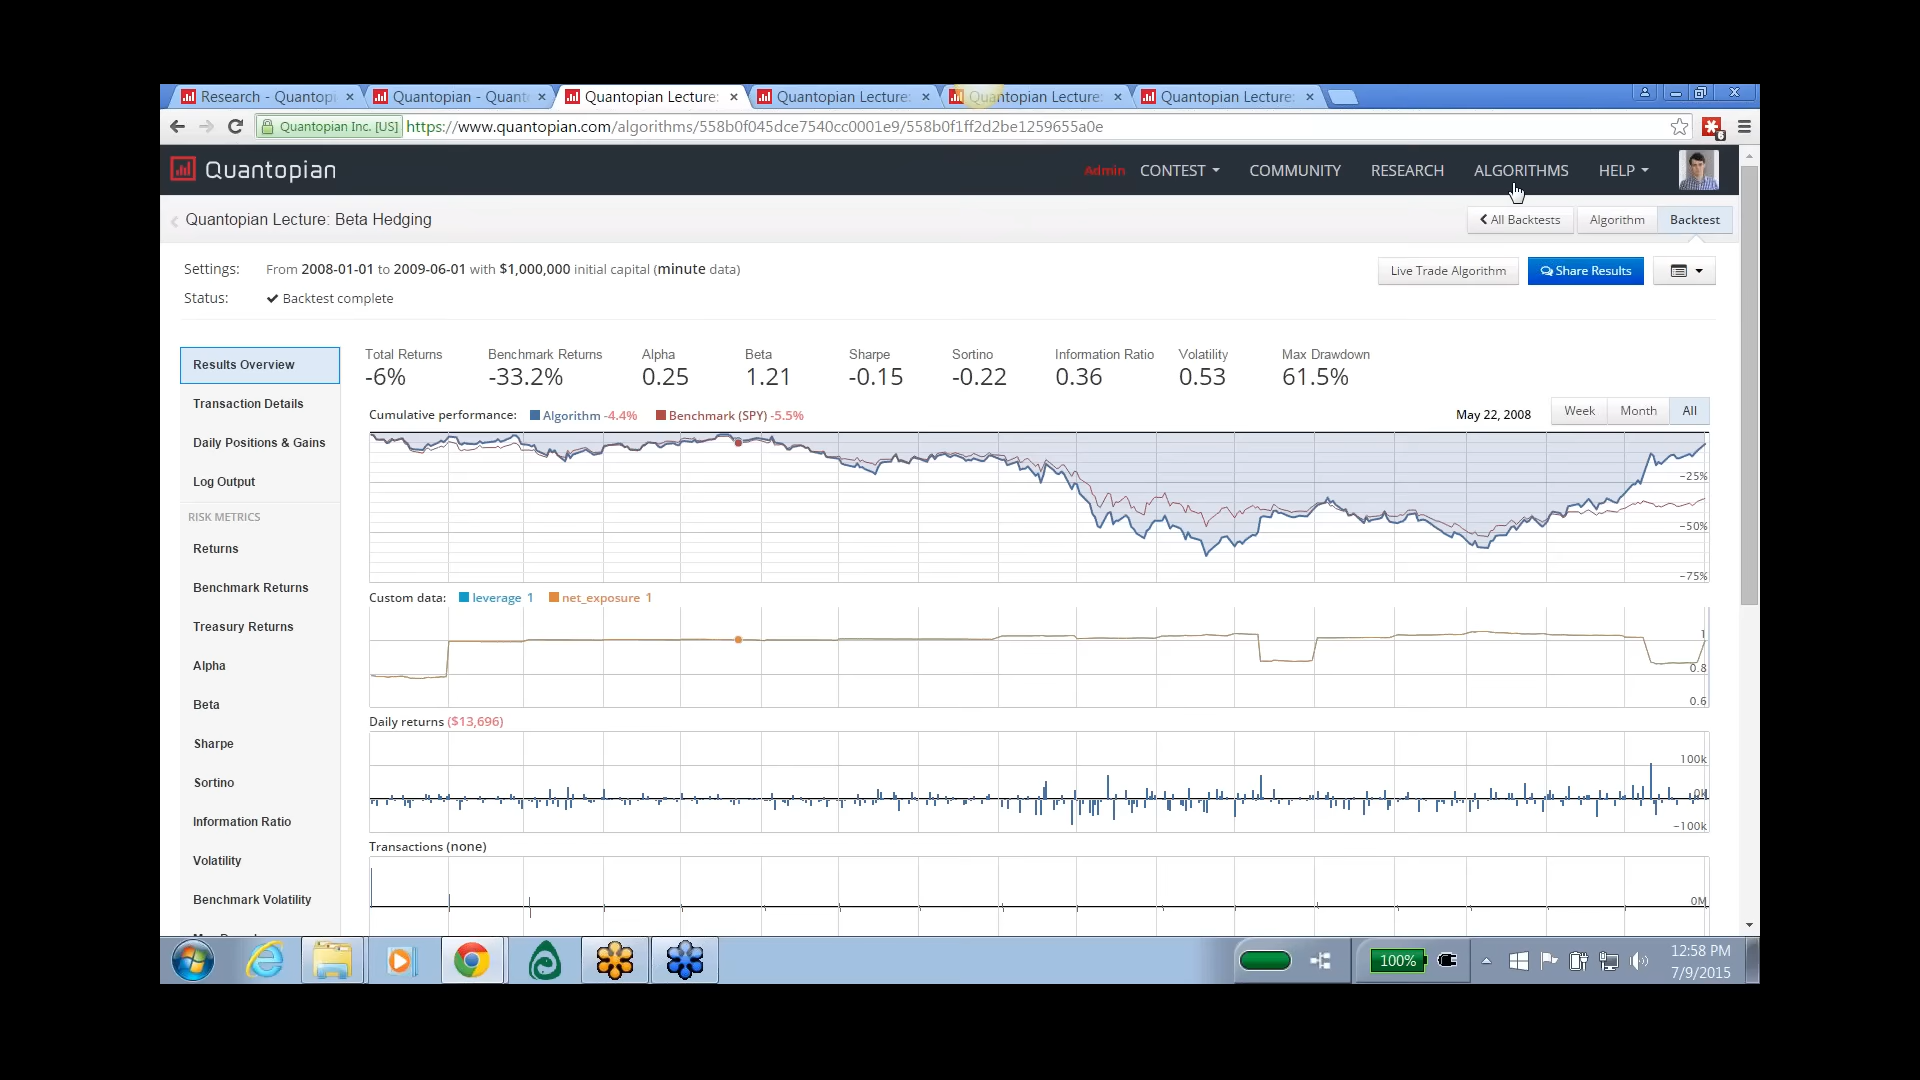 Research - Quantopi
Quantopian - Quant
Quantopian Lecture:
Quantopian Lecture:
Quantopian Lecture:
Quantopian Lecture:
Quantopian Inc. [US]
https://www.quantopian.com/algorithms/558b0f045dce7540cc0001e9/558b0f1ff2d2be1259655a0e
6
Quantopian
Admin
CONTEST
COMMUNITY
RESEARCH
ALGORITHMS
HELP
Quantopian Lecture: Beta Hedging
All Backtests
Algorithm
Backtest
Settings: From 2008-01-01 to 2009-06-01 with $1,000,000 initial capital (minute data)
Live Trade Algorithm
Share Results
Status: Backtest complete
Results Overview
Transaction Details
Daily Positions & Gains
Log Output
RISK METRICS
Returns
Benchmark Returns
Treasury Returns
Alpha
Beta
Sharpe
Sortino
Information Ratio
Volatility
Benchmark Volatility
Total Returns
-6%
Benchmark Returns
-33.2%
Alpha
0.25
Beta
1.21
Sharpe
-0.15
Sortino
-0.22
Information Ratio
0.36
Volatility
0.53
Max Drawdown
61.5%
Cumulative performance: Algorithm -4.4% Benchmark (SPY) -5.5%
May 22, 2008
Week
Month
All
-25%
-50%
-75%
Custom data: leverage 1 net_exposure 1
1
0.8
0.6
Daily returns ($13,696)
100k
0k
-100k
Transactions (none)
0M
100%
12:58 PM
7/9/2015